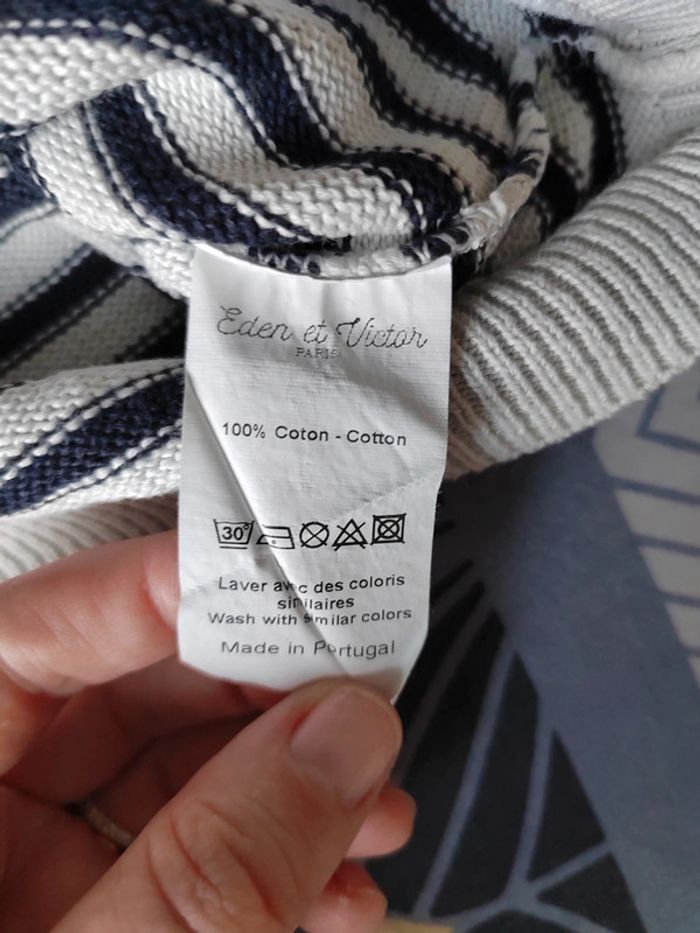 Eden et Victor
PARIS
100% Coton - Cotton
30°
Laver avec des coloris
similaires
Wash with similar colors
Made in Portugal